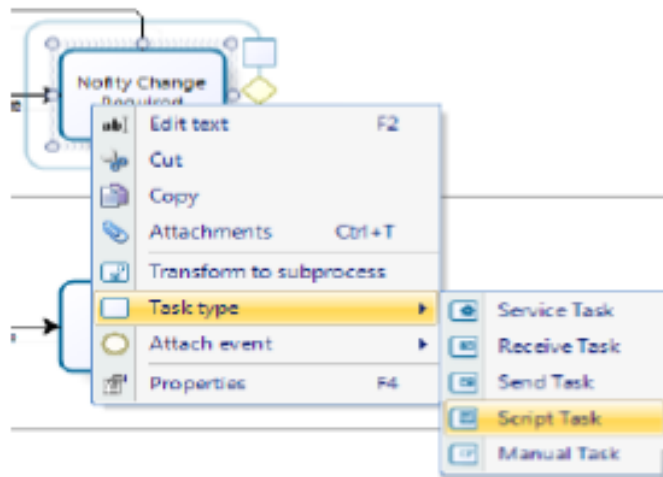 Nofity Change
Required
Edit text F2
Cut
Copy
Attachments Ctrl+T
Transform to subprocess
Task type
Attach event
Properties F4
Service Task
Receive Task
Send Task
Script Task
Manual Task